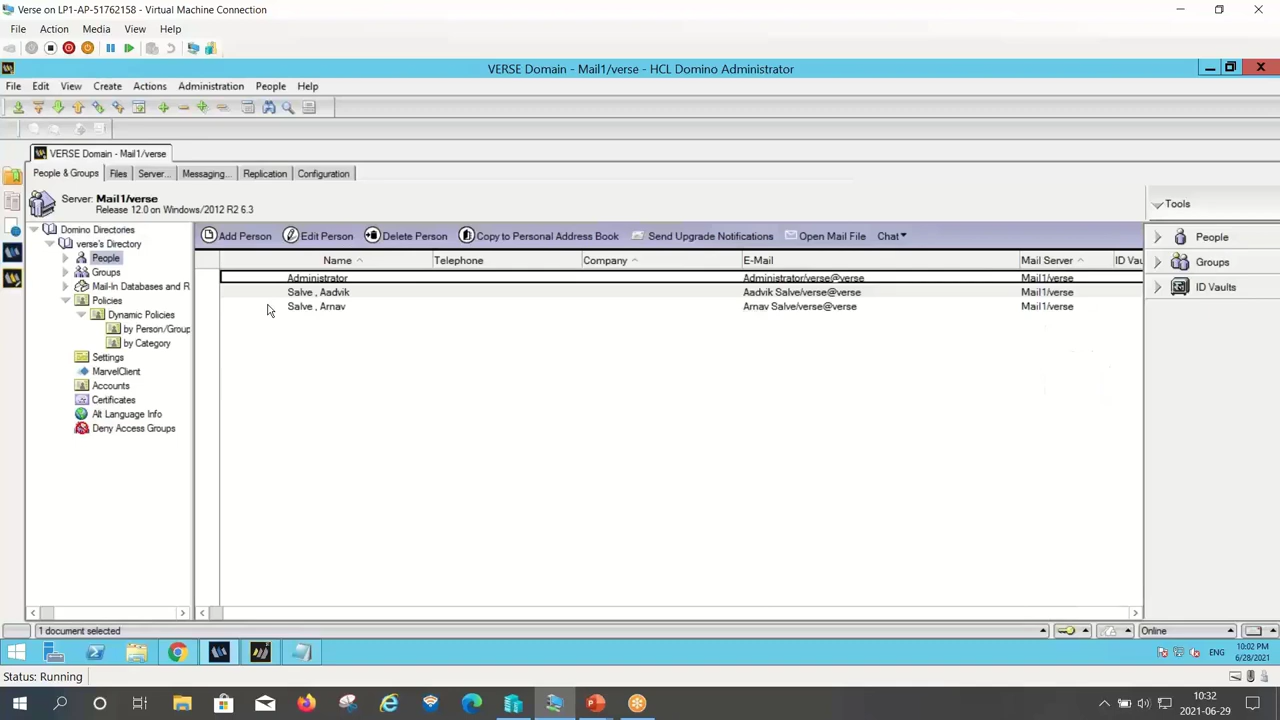 Verse on LP1-AP-51762158 - Virtual Machine Connection
File Action Media View Help
VERSE Domain - Mail1/verse - HCL Domino Administrator
File Edit View Create Actions Administration People Help
VERSE Domain - Mail1/verse
People & Groups Files Server... Messaging... Replication Configuration
Server: Mail1/verse
Release 12.0 on Windows/2012 R2 6.3
Tools
Domino Directories
verse's Directory
People
Groups
Mail-In Databases and R
Policies
Dynamic Policies
by Person/Group
by Category
Settings
MarvelClient
Accounts
Certificates
Alt Language Info
Deny Access Groups
Add Person Edit Person Delete Person Copy to Personal Address Book Send Upgrade Notifications Open Mail File Chat
Name Telephone Company E-Mail Mail Server ID Vau
Administrator Administrator/verse@verse Mail1/verse
Salve , Aadvik Aadvik Salve/verse@verse Mail1/verse
Salve , Arnav Arnav Salve/verse@verse Mail1/verse
People
Groups
ID Vaults
1 document selected Online
ENG 10:02 PM
6/28/2021
Status: Running
10:32
2021-06-29